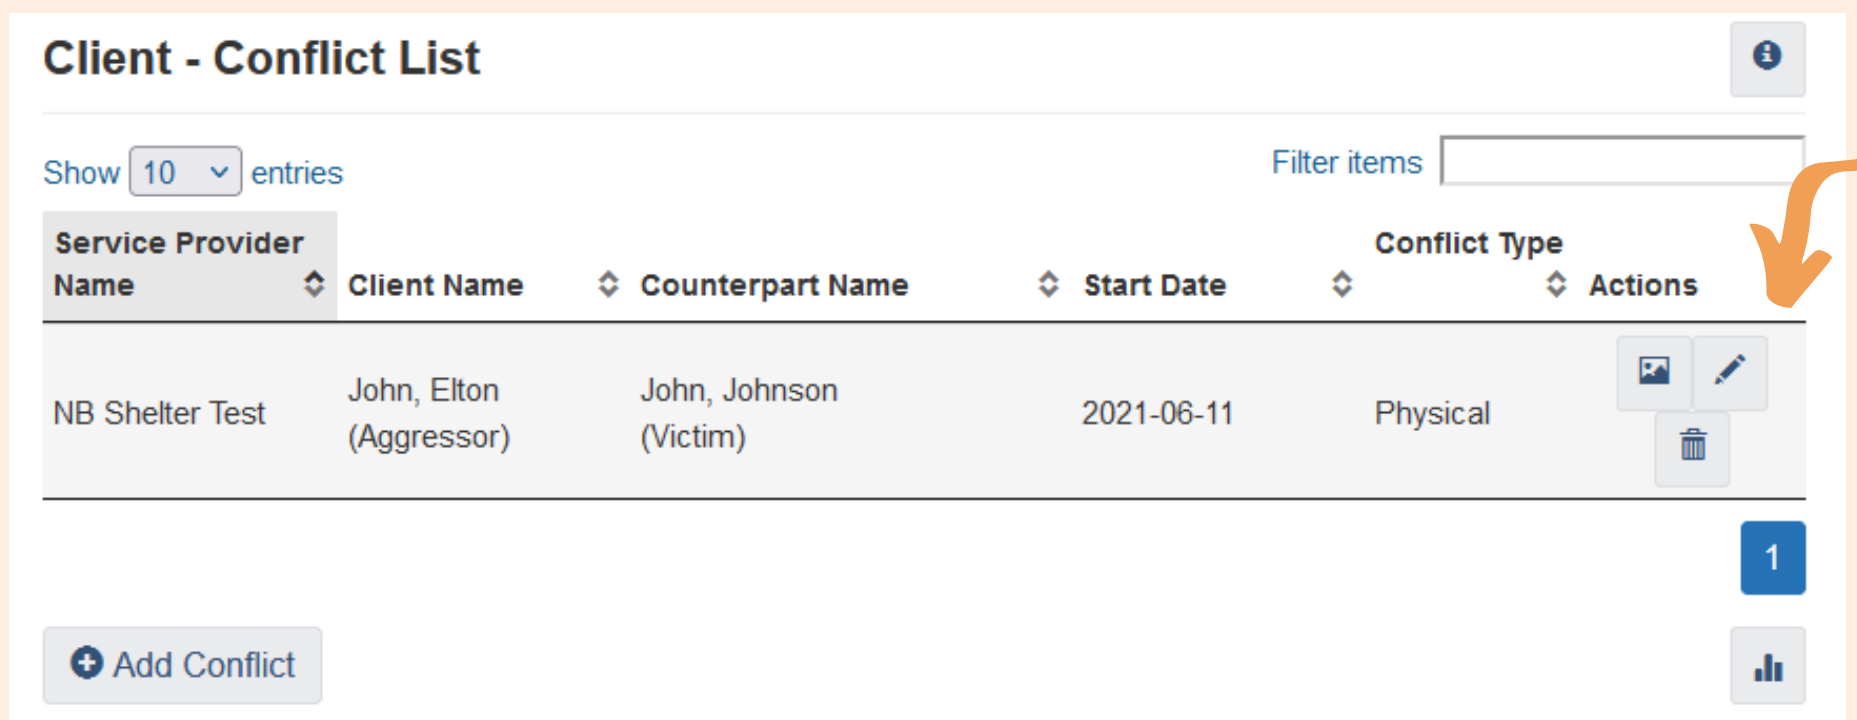 Client - Conflict List
Show 10 entries
Filter items
Service Provider Name
Client Name
Counterpart Name
Start Date
Conflict Type
Actions
NB Shelter Test
John, Elton
(Aggressor)
John, Johnson
(Victim)
2021-06-11
Physical
1
Add Conflict